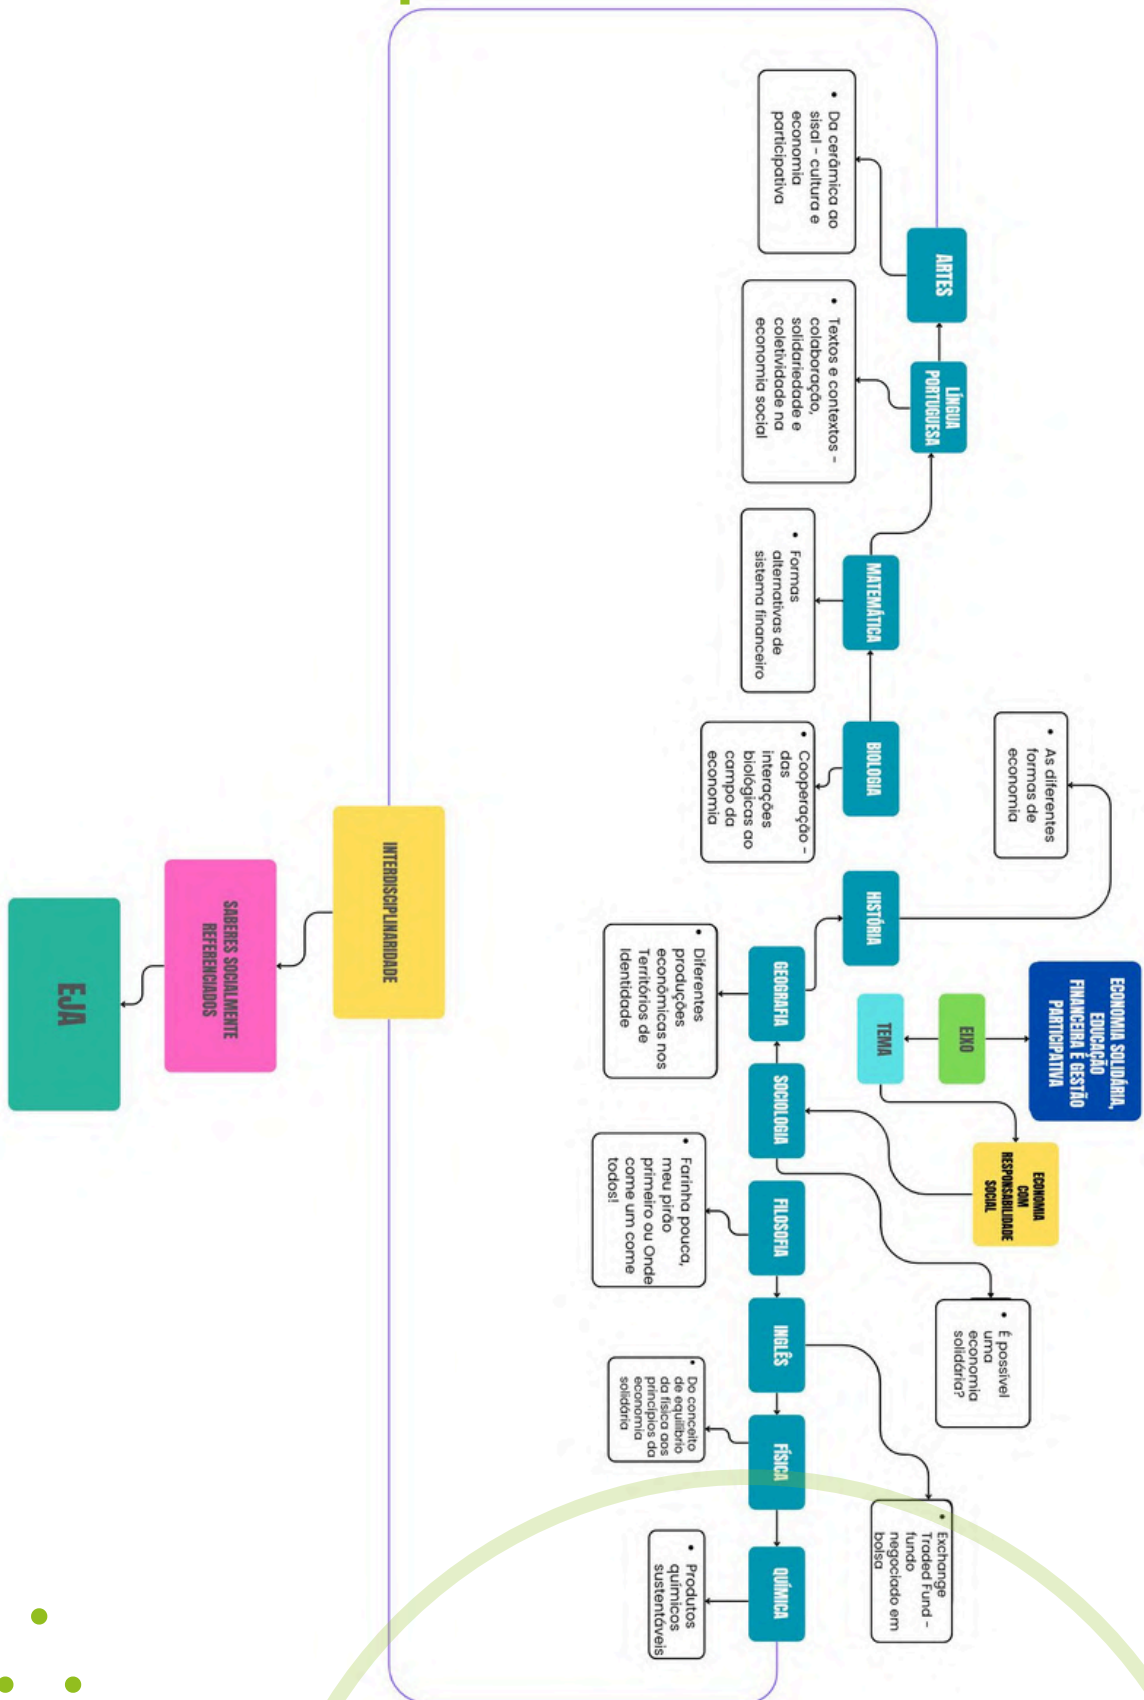 ECONOMIA SOLIDÁRIA,
EDUCAÇÃO
FINANCEIRA E GESTÃO
PARTICIPATIVA
EIXO
TEMA
ECONOMIA
COM
RESPONSABILIDADE
SOCIAL
• As diferentes
formas de
economia
• É possível
uma
economia
solidária?
• Exchange
Traded Fund –
fundo
negociado em
bolsa
ARTES
LÍNGUA
PORTUGUESA
MATEMÁTICA
BIOLOGIA
HISTÓRIA
GEOGRAFIA
SOCIOLOGIA
FILOSOFIA
INGLÊS
FÍSICA
QUÍMICA
• Da cerâmica ao
sisal - cultura e
economia
participativa
• Textos e contextos –
colaboração,
solidariedade e
coletividade na
economia social
• Formas
alternativas de
sistema financeiro
• Cooperação –
das
interações
biológicas ao
campo da
economia
• Diferentes
produções
econômicas nos
Territórios de
Identidade
• Farinha pouca,
meu pirão
primeiro ou Onde
come um come
todos!
• Do conceito
de equilíbrio
da física aos
princípios da
economia
solidária
• Produtos
químicos
sustentáveis
INTERDISCIPLINARIDADE
SABERES SOCIALMENTE
REFERENCIADOS
EJA